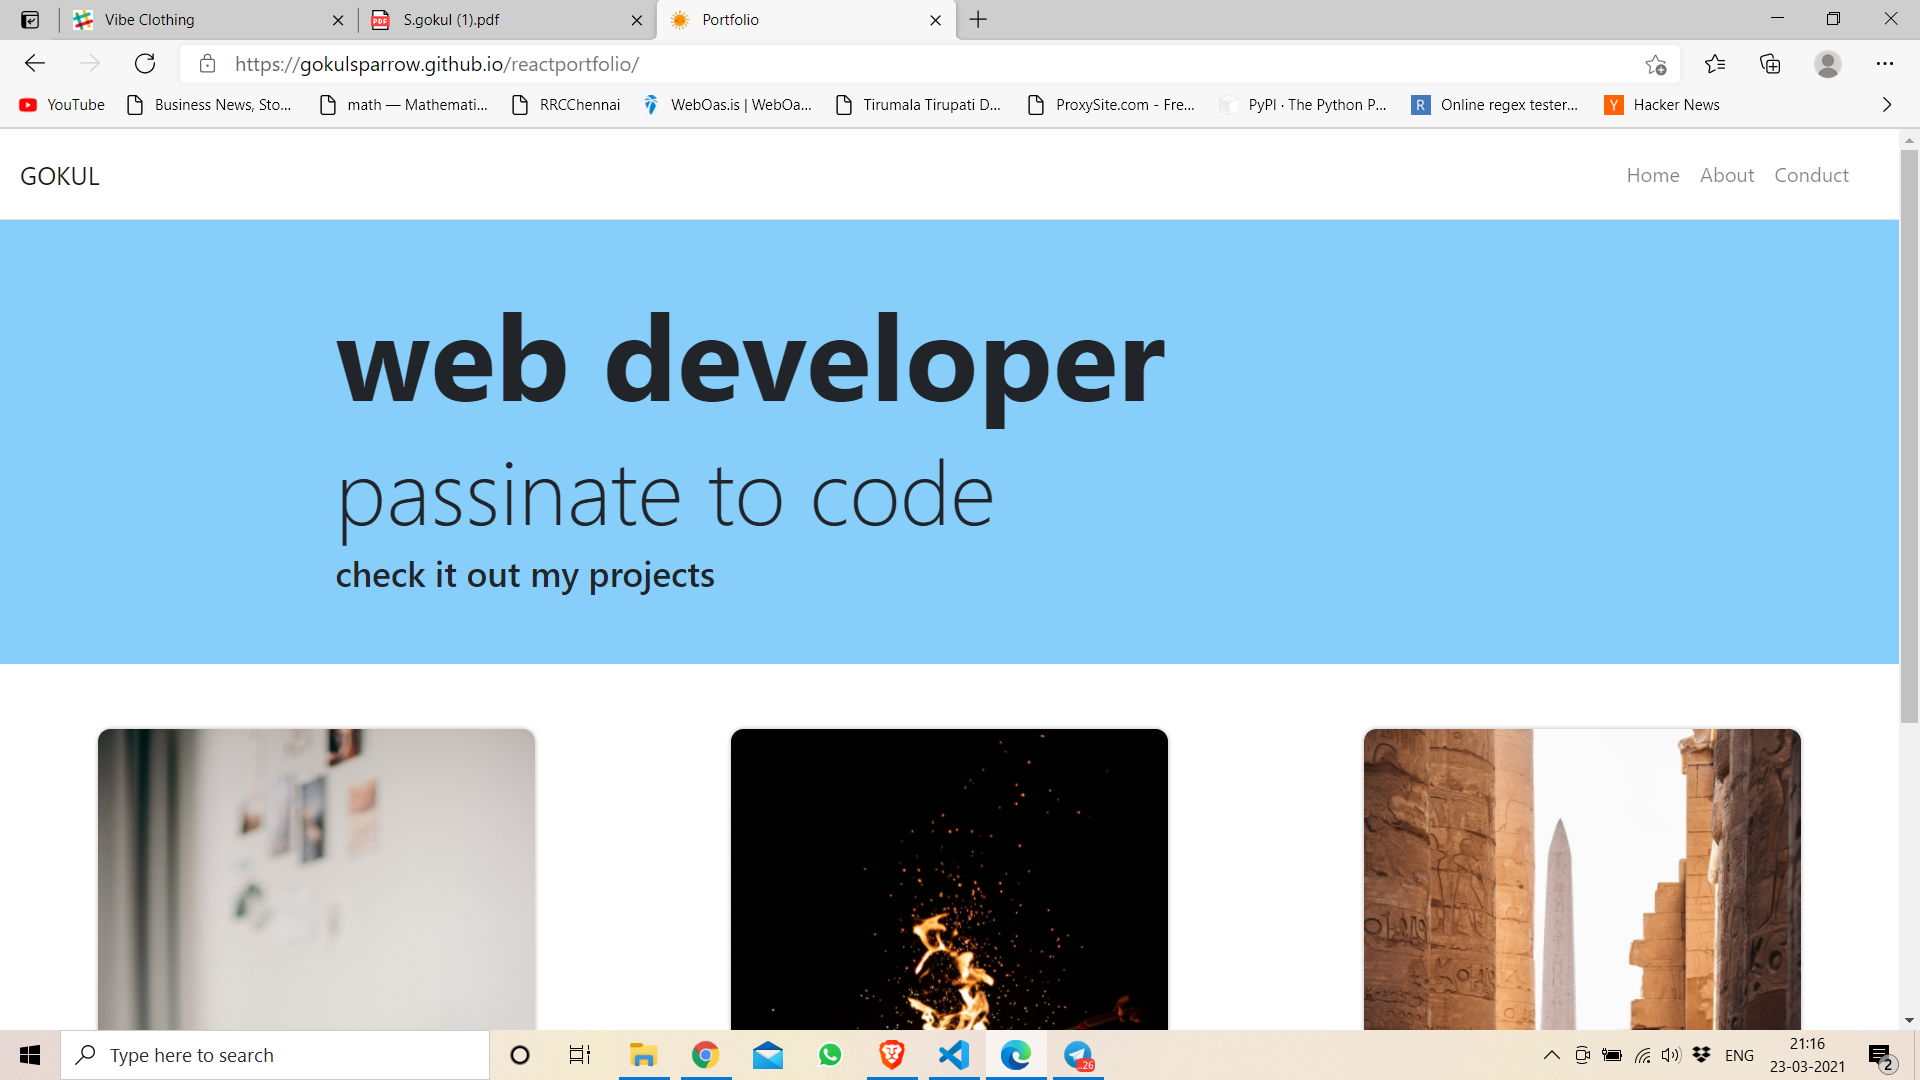 Vibe Clothing
S.gokul (1).pdf
Portfolio
https://gokulsparrow.github.io/reactportfolio/
YouTube
Business News, Sto...
math — Mathemati...
RRCChennai
WebOas.is | WebOa...
Tirumala Tirupati D...
ProxySite.com - Fre...
PyPI · The Python P...
R
Online regex tester...
Y
Hacker News
GOKUL
Home
About
Conduct
web developer
passinate to code
check it out my projects
Type here to search
..26
ENG
21:16
23-03-2021
2